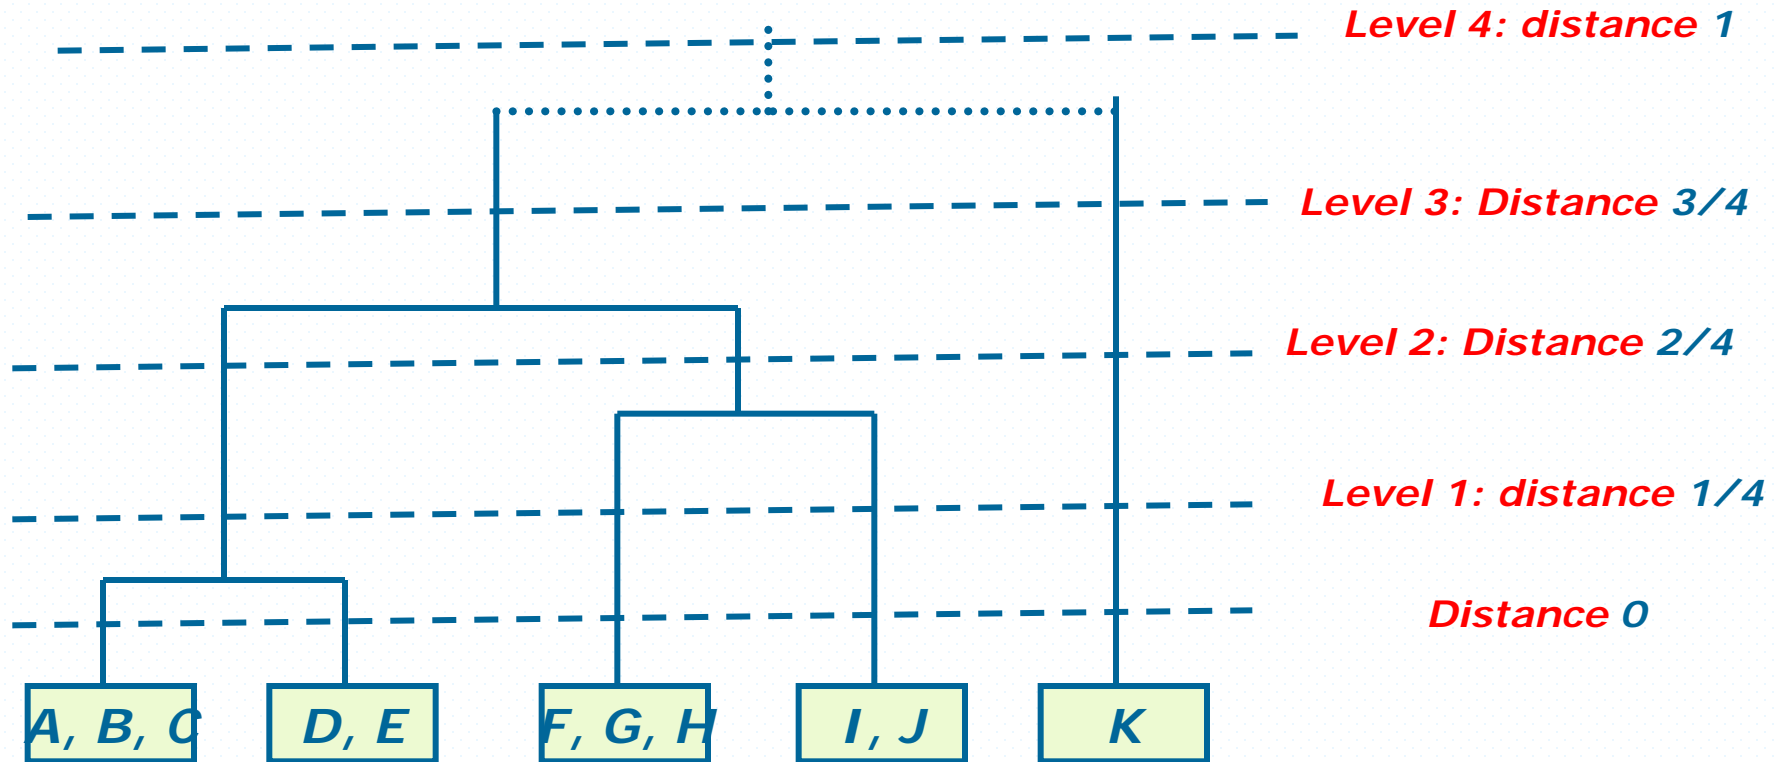 Level 4: distance 1
Level 3: Distance 3/4
Level 2: Distance 2/4
Level 1: distance 1/4
Distance 0
A, B, C
D, E
F, G, H
I, J
K